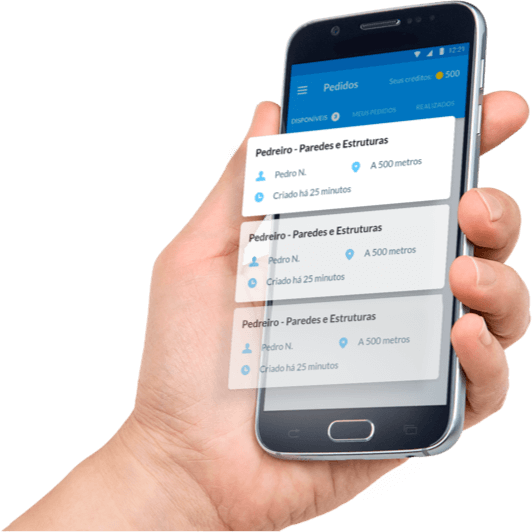 12:21
Pedidos
Seus créditos 500
DISPONÍVEIS 3 MEUS PEDIDOS REALIZADOS
Pedreiro - Paredes e Estruturas
Pedro N. A 500 metros
Criado há 25 minutos
Pedreiro - Paredes e Estruturas
Pedro N. A 500 metros
Criado há 25 minutos
Pedreiro - Paredes e Estruturas
Pedro N. A 500 metros
Criado há 25 minutos